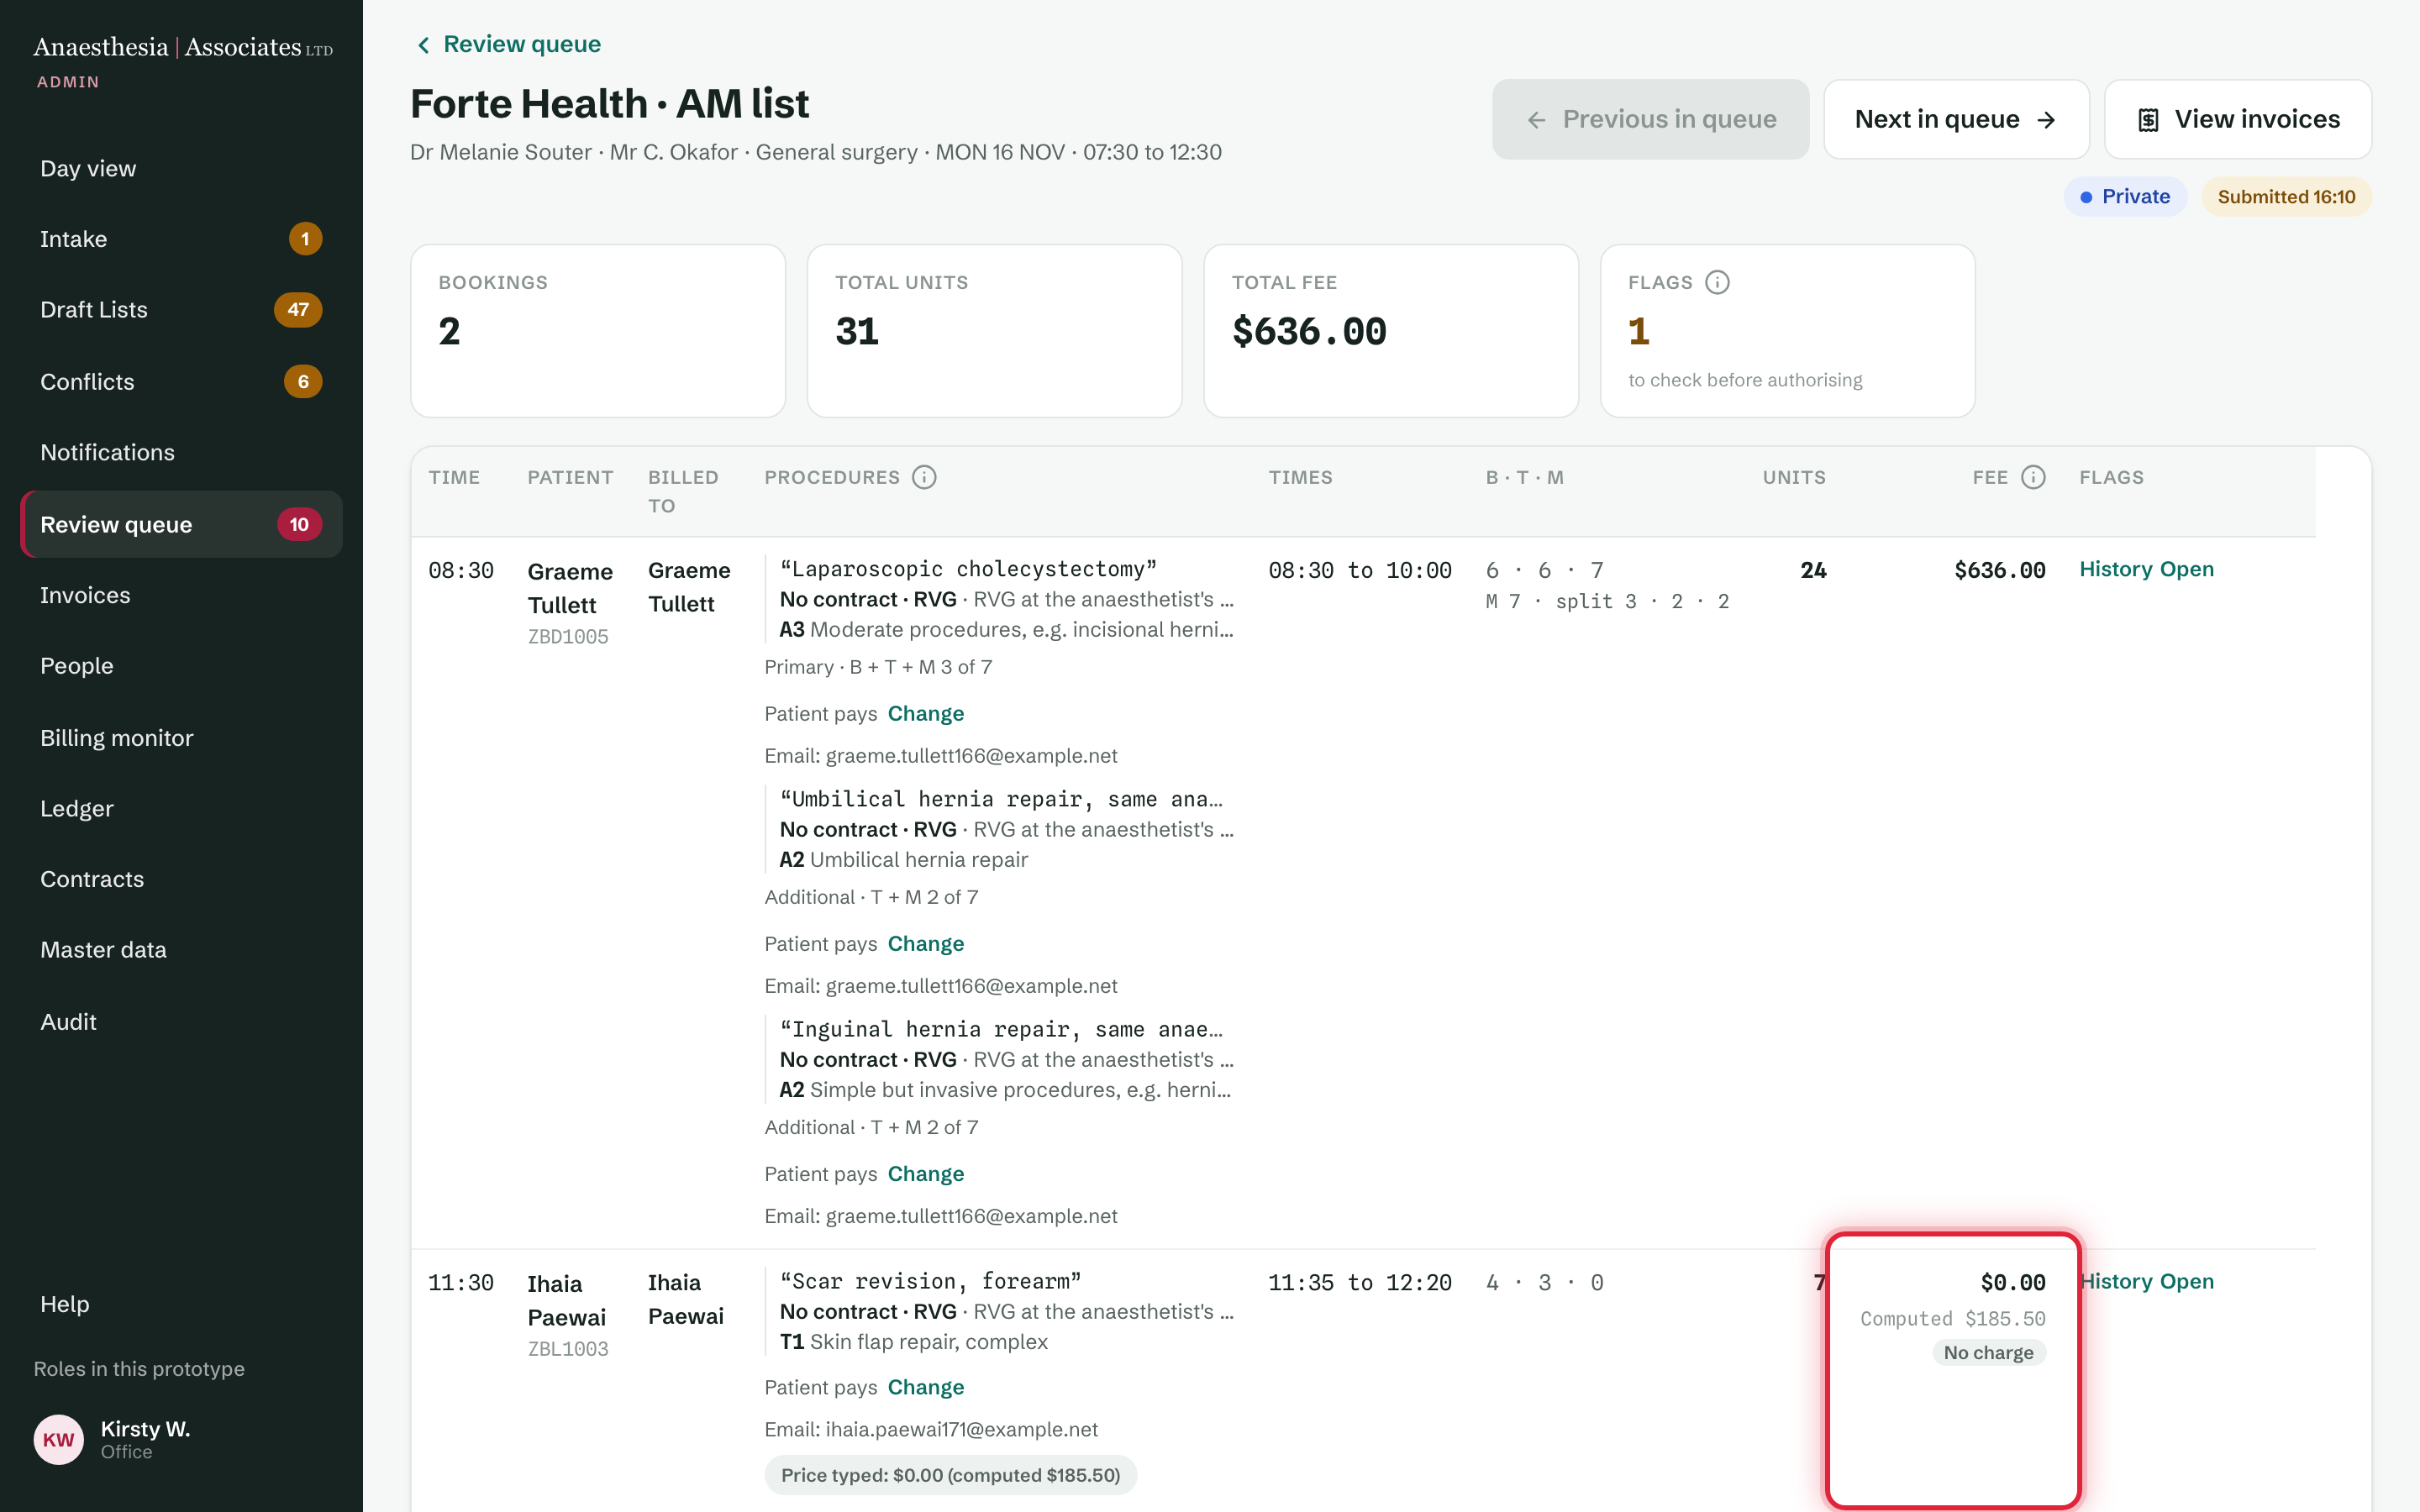 Anaesthesia | Associates LTD
ADMIN
Day view
Intake 1
Draft Lists 47
Conflicts 6
Notifications
Review queue 10
Invoices
People
Billing monitor
Ledger
Contracts
Master data
Audit
Help
Roles in this prototype
KW Kirsty W.
Office
Review queue
Forte Health · AM list
Dr Melanie Souter · Mr C. Okafor · General surgery · MON 16 NOV · 07:30 to 12:30
← Previous in queue
Next in queue →
View invoices
Private
Submitted 16:10
BOOKINGS
2
TOTAL UNITS
31
TOTAL FEE
$636.00
FLAGS
1
to check before authorising
TIME PATIENT BILLED TO PROCEDURES TIMES B · T · M UNITS FEE FLAGS
08:30
Graeme
Tullett
ZBD1005
Graeme
Tullett
“Laparoscopic cholecystectomy”
No contract · RVG · RVG at the anaesthetist's ...
A3 Moderate procedures, e.g. incisional herni...
Primary · B + T + M 3 of 7
Patient pays Change
Email: graeme.tullett166@example.net
“Umbilical hernia repair, same ana...
No contract · RVG · RVG at the anaesthetist's ...
A2 Umbilical hernia repair
Additional · T + M 2 of 7
Patient pays Change
Email: graeme.tullett166@example.net
“Inguinal hernia repair, same anae...
No contract · RVG · RVG at the anaesthetist's ...
A2 Simple but invasive procedures, e.g. herni...
Additional · T + M 2 of 7
Patient pays Change
Email: graeme.tullett166@example.net
08:30 to 10:00
6 · 6 · 7
M 7 · split 3 · 2 · 2
24
$636.00
History Open
11:30
Ihaia
Paewai
ZBL1003
Ihaia
Paewai
“Scar revision, forearm”
No contract · RVG · RVG at the anaesthetist's ...
T1 Skin flap repair, complex
Patient pays Change
Email: ihaia.paewai171@example.net
Price typed: $0.00 (computed $185.50)
11:35 to 12:20
4 · 3 · 0
7
$0.00
Computed $185.50
No charge
History Open